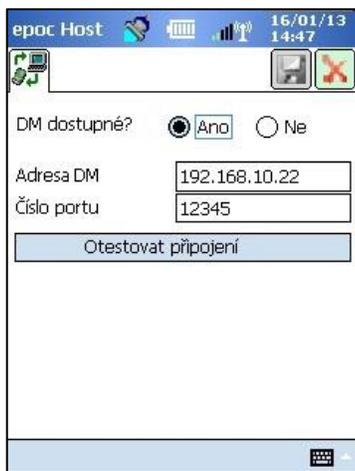 epoc Host 16/01/13
14:47
DM dostupné? Ano Ne
Adresa DM 192.168.10.22
Číslo portu 12345
Otestovat připojení